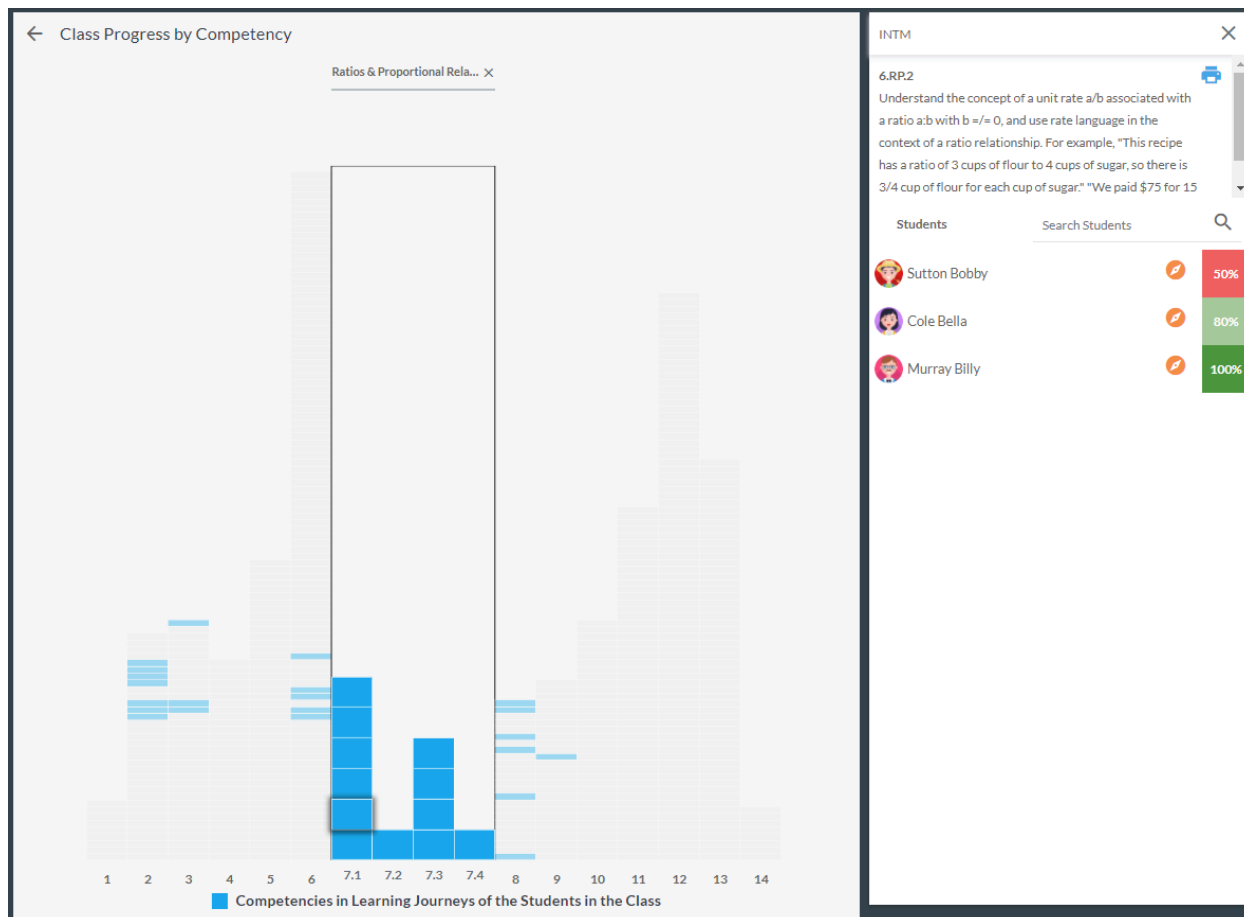 Class Progress by Competency
Ratios & Proportional Rela...
1 2 3 4 5 6 7.1 7.2 7.3 7.4 8 9 10 11 12 13 14
Competencies in Learning Journeys of the Students in the Class
INTM
6.RP.2
Understand the concept of a unit rate a/b associated with
a ratio a:b with b =/= 0, and use rate language in the
context of a ratio relationship. For example, "This recipe
has a ratio of 3 cups of flour to 4 cups of sugar, so there is
3/4 cup of flour for each cup of sugar." "We paid $75 for 15
Students Search Students
Sutton Bobby 50%
Cole Bella 80%
Murray Billy 100%